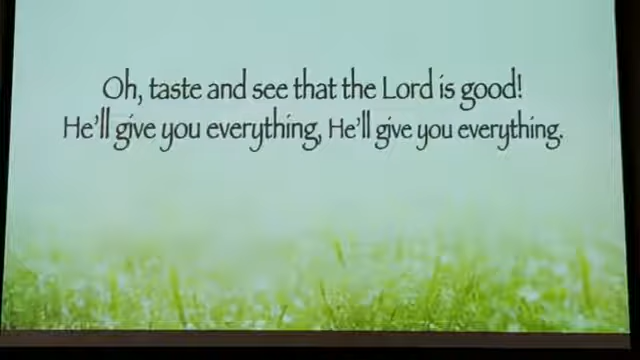 Oh, taste and see that the Lord is good!
He'll give you everything, He'll give you everything.